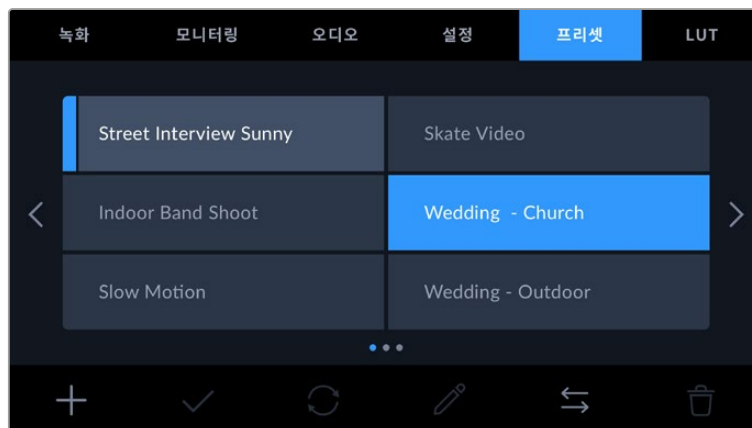 녹화 모니터링 오디오 설정 프리셋 LUT
Street Interview Sunny Skate Video
Indoor Band Shoot Wedding - Church
Slow Motion Wedding - Outdoor